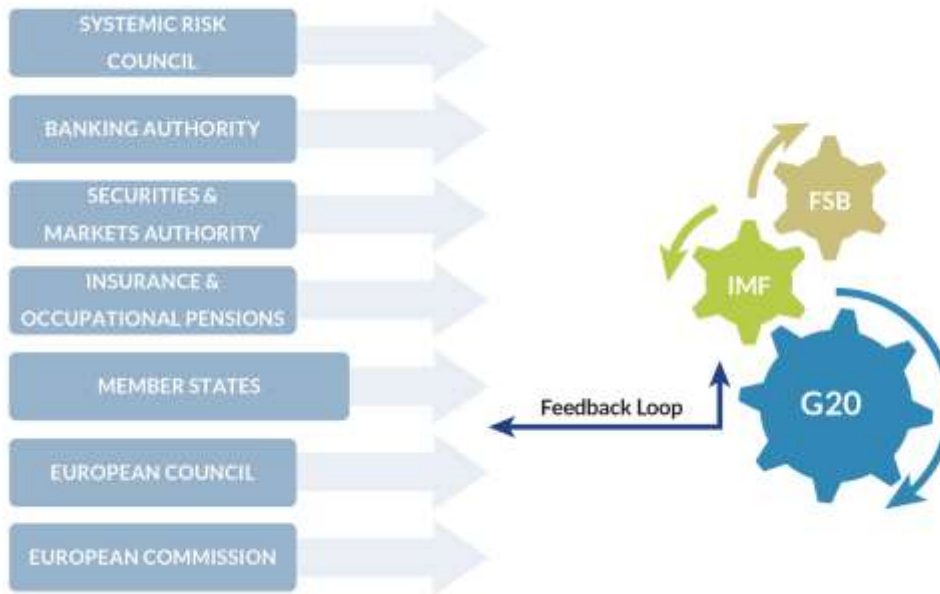 SYSTEMIC RISK
COUNCIL
BANKING AUTHORITY
SECURITIES &
MARKETS AUTHORITY
INSURANCE &
OCCUPATIONAL PENSIONS
MEMBER STATES
EUROPEAN COUNCIL
EUROPEAN COMMISSION
Feedback Loop
FSB
IMF
G20